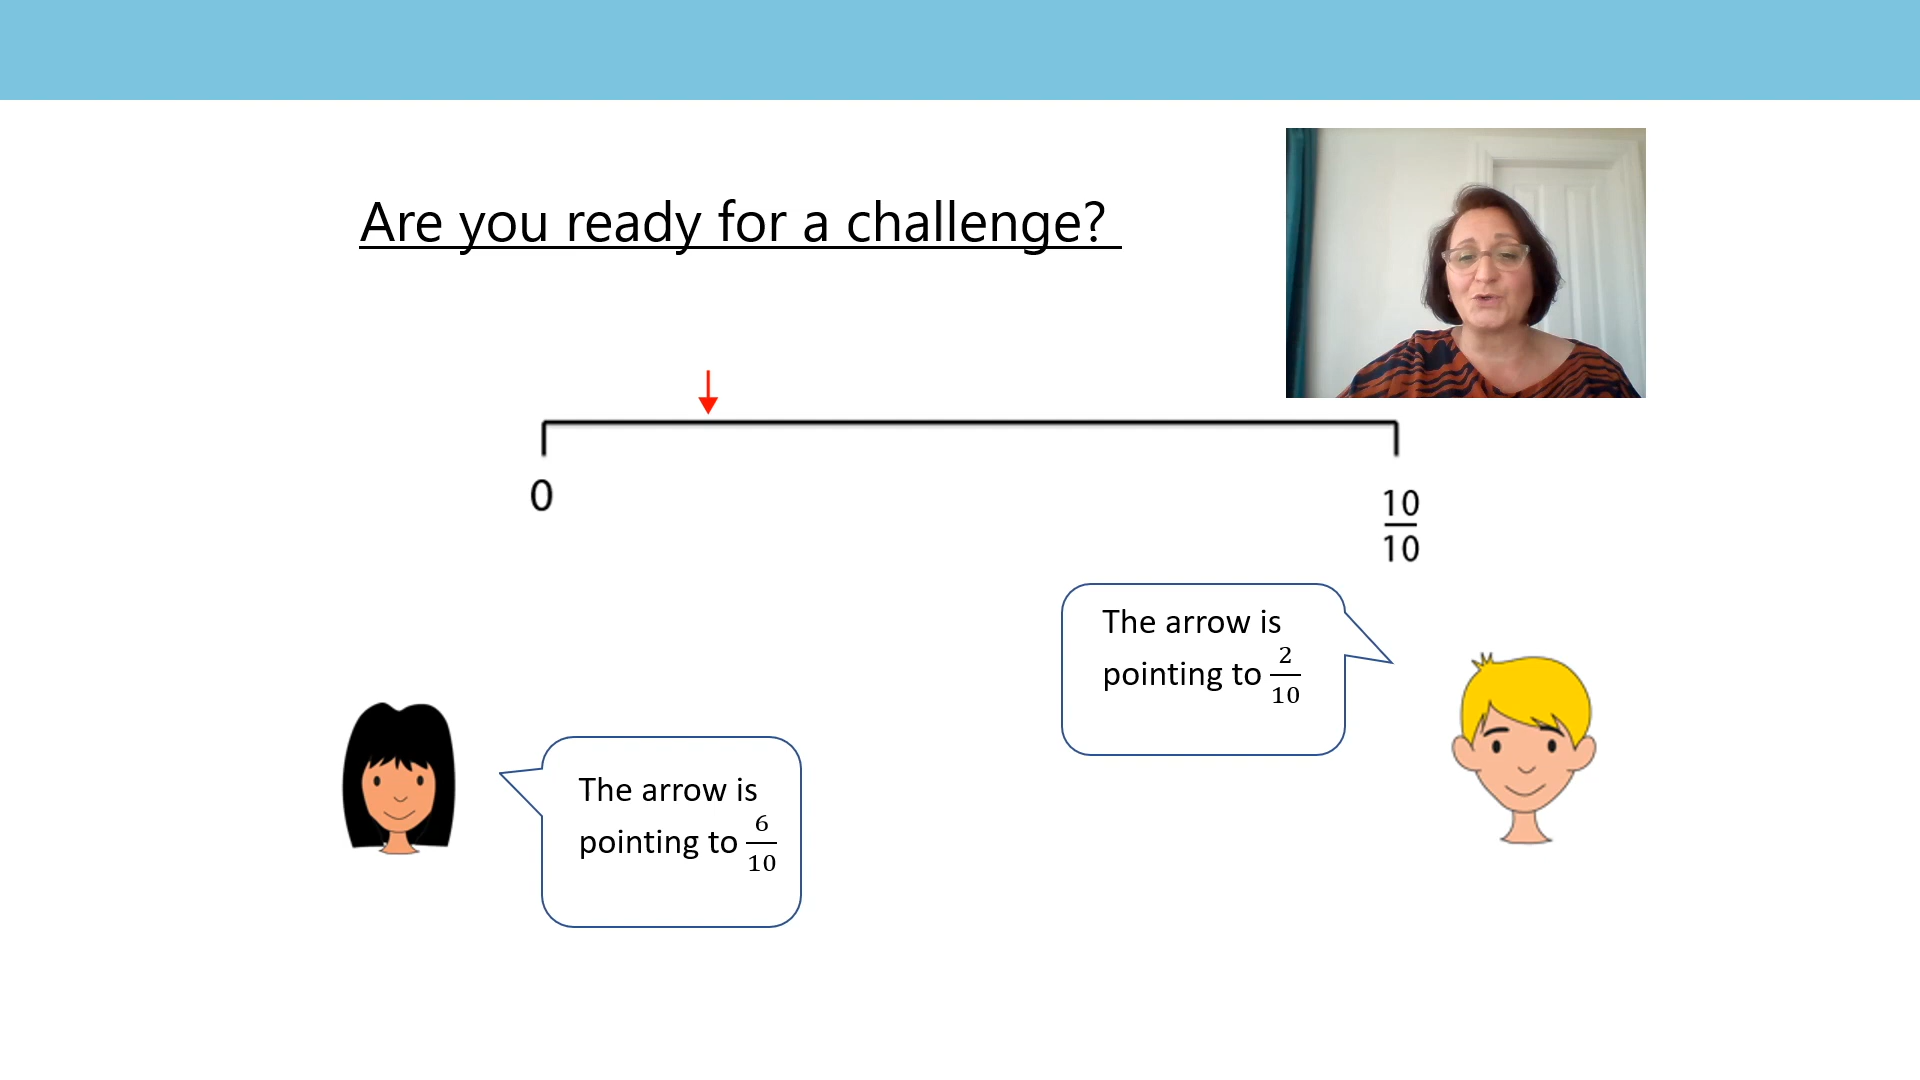 Are you ready for a challenge?
0
10
10
The arrow is
pointing to 2/10
The arrow is
pointing to 6/10